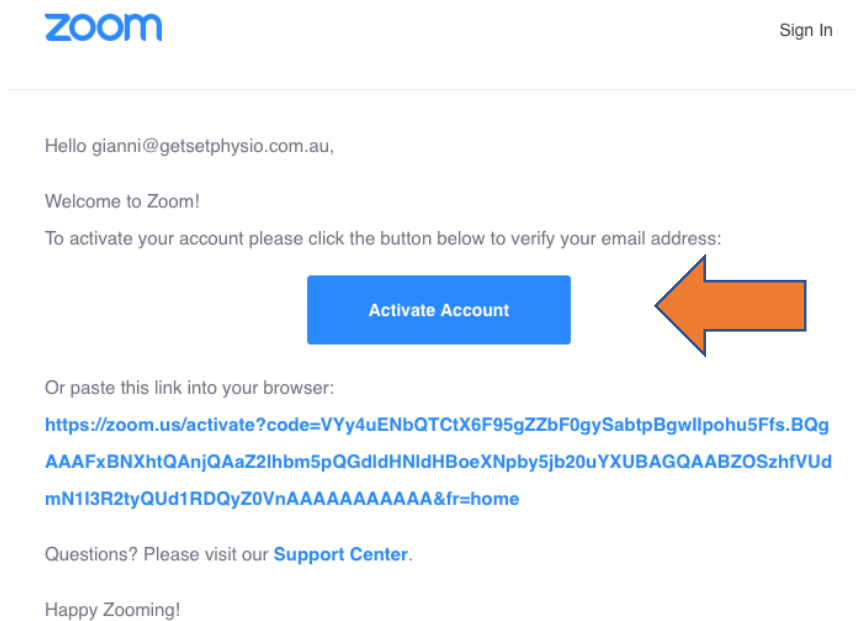 zoom
Sign In
Hello gianni@getsetphysio.com.au,
Welcome to Zoom!
To activate your account please click the button below to verify your email address:
Activate Account
Or paste this link into your browser:
https://zoom.us/activate?code=VYy4uENbQTCtX6F95gZZbF0gySabtpBgwIlpohu5Ffs.BQg
AAAFxBNXhtQAnjQAaZ2lhbm5pQGdldHNldHBoeXNpby5jb20uYXUBAGQAABZOSzhfVUd
mN1I3R2tyQUd1RDQyZ0VnAAAAAAAAAAA&fr=home
Questions? Please visit our Support Center.
Happy Zooming!